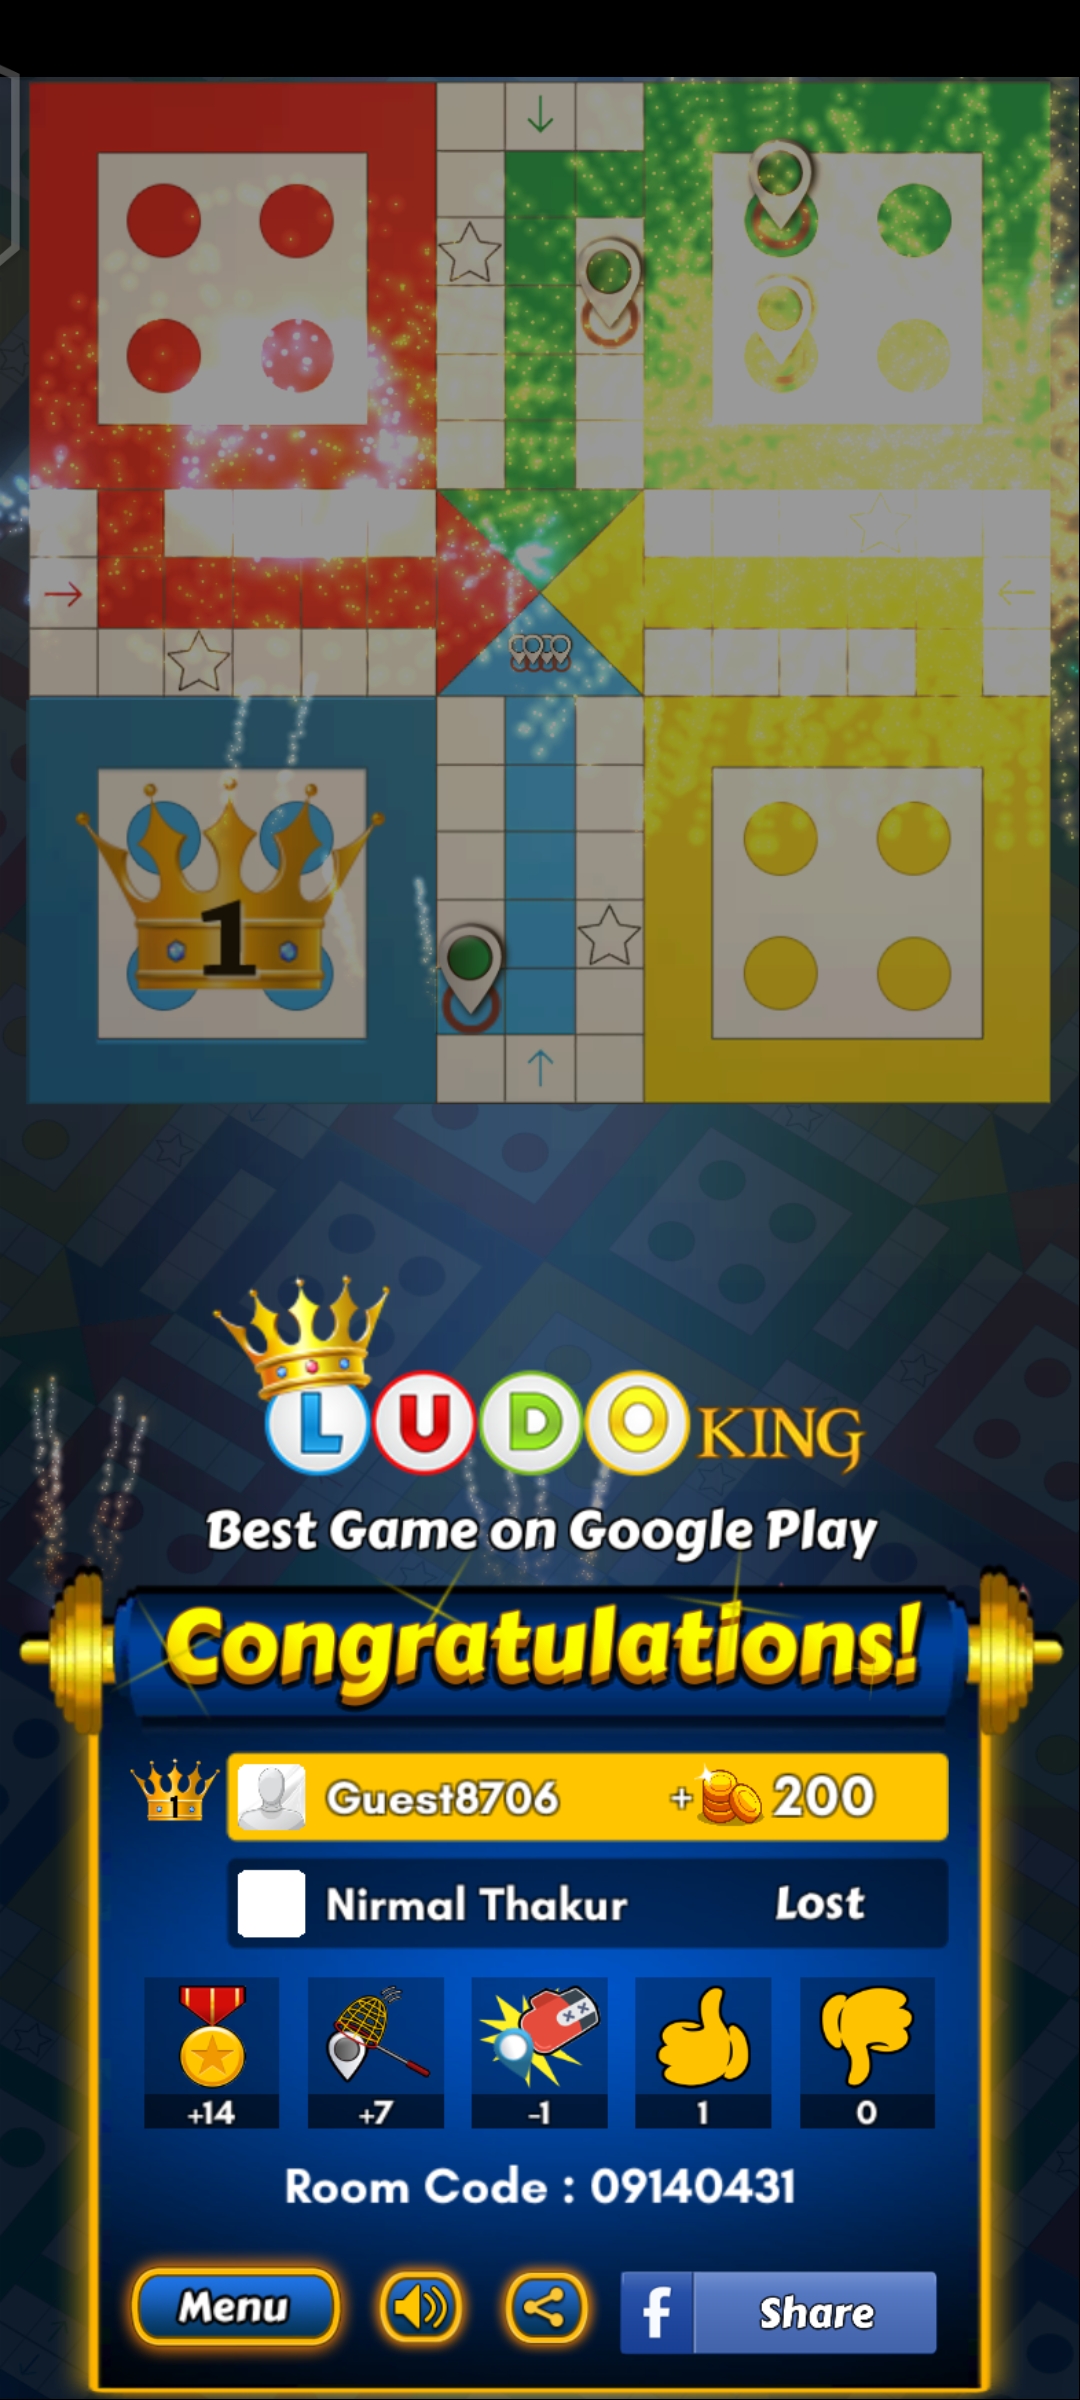 1
LUDO KING
Best Game on Google Play
Congratulations!
1 Guest8706 + 200
Nirmal Thakur Lost
+14 +7 -1 1 0
Room Code : 09140431
Menu f Share